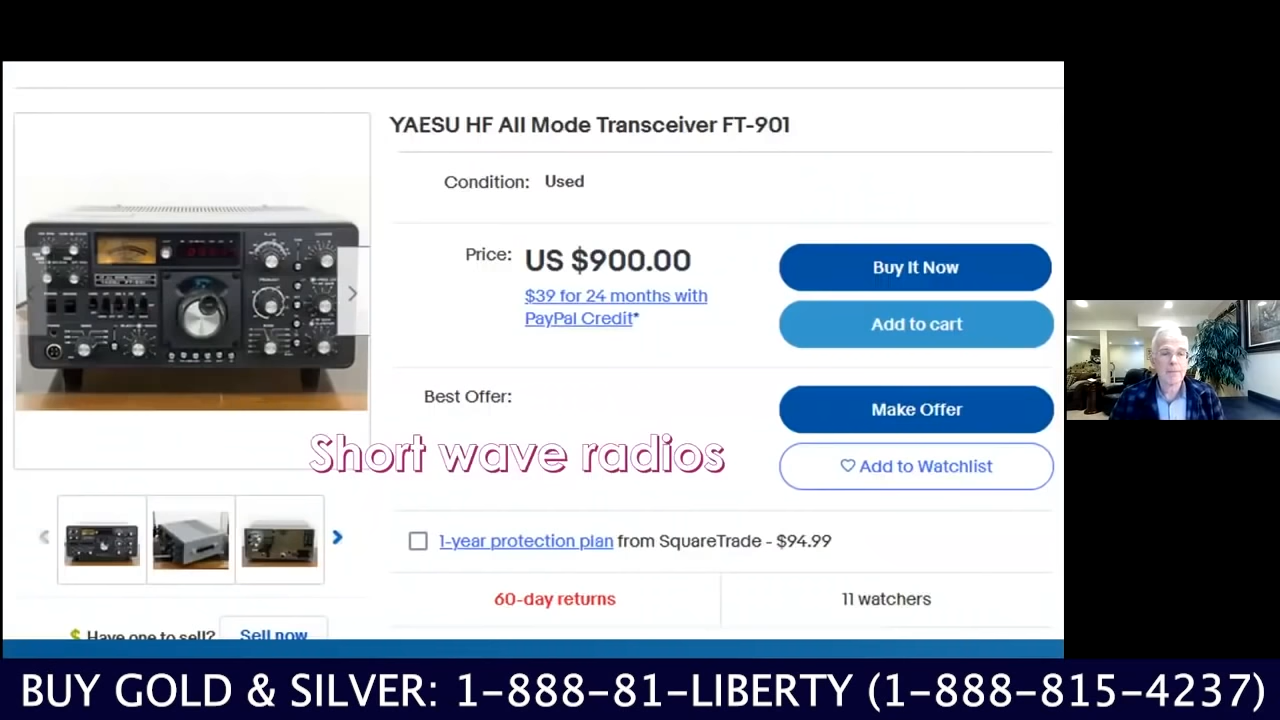 YAESU HF All Mode Transceiver FT-901
Condition: Used
Price: US $900.00
$39 for 24 months with
PayPal Credit*
Buy It Now
Add to cart
Best Offer:
Make Offer
Short wave radios
Add to Watchlist
1-year protection plan from SquareTrade - $94.99
60-day returns
11 watchers
$ Have one to sell? Sell now
BUY GOLD & SILVER: 1-888-81-LIBERTY (1-888-815-4237)